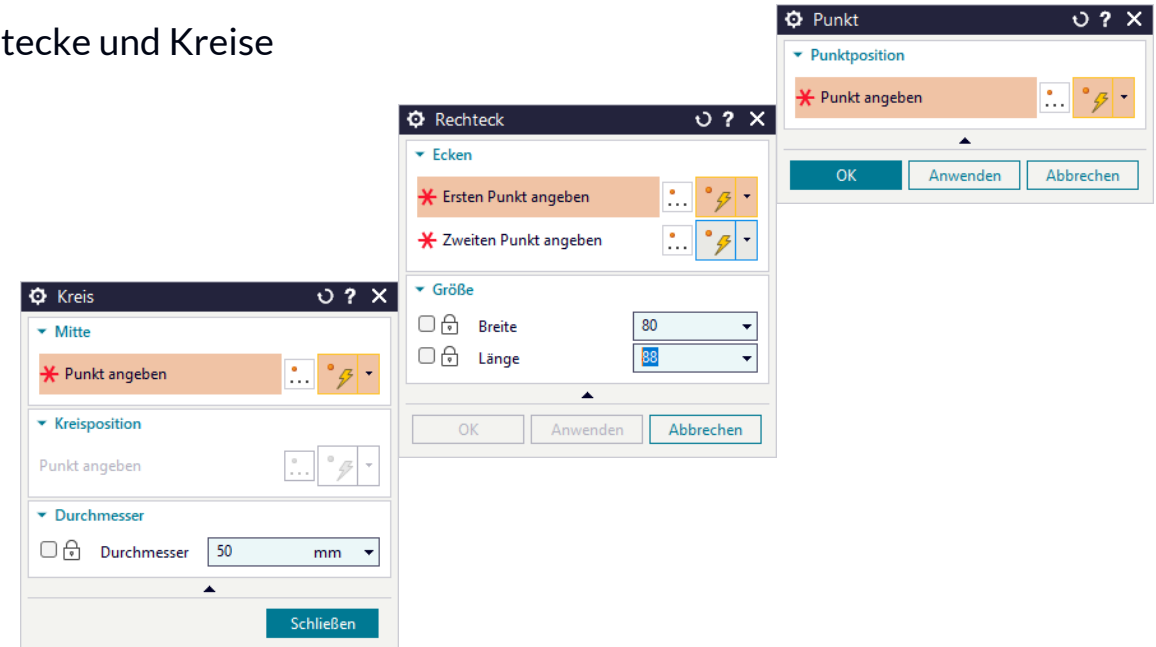 tecke und Kreise
Punkt
Punktposition
Punkt angeben
OK Anwenden Abbrechen
Rechteck
Ecken
Ersten Punkt angeben
Zweiten Punkt angeben
Größe
Breite 80
Länge 88
OK Anwenden Abbrechen
Kreis
Mitte
Punkt angeben
Kreisposition
Punkt angeben
Durchmesser
Durchmesser 50 mm
Schließen